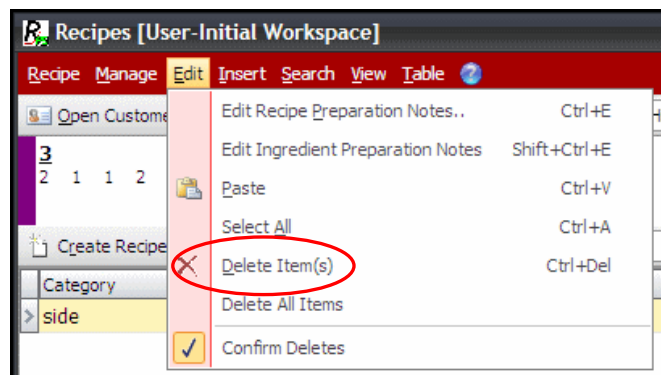 Recipes [User-Initial Workspace]
Recipe Manage Edit Insert Search View Table
Open Custome
Edit Recipe Preparation Notes.. Ctrl+E
3
Edit Ingredient Preparation Notes Shift+Ctrl+E
2 1 1 2
Paste Ctrl+V
Select All Ctrl+A
Create Recipe
Delete Item(s) Ctrl+Del
Category
Delete All Items
side
Confirm Deletes